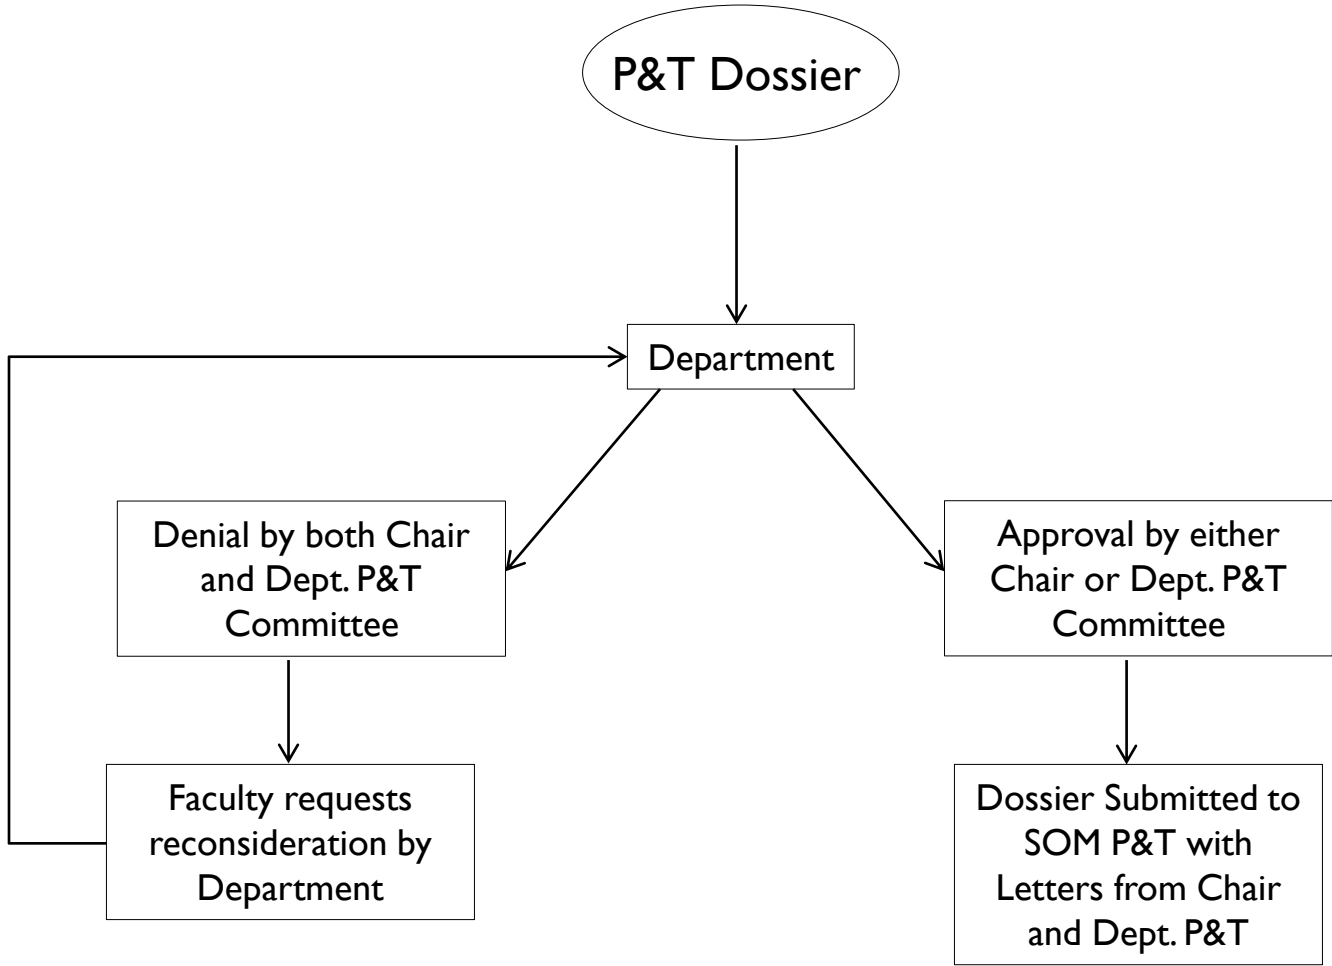 P&T Dossier
Department
Denial by both Chair
and Dept. P&T
Committee
Approval by either
Chair or Dept. P&T
Committee
Faculty requests
reconsideration by
Department
Dossier Submitted to
SOM P&T with
Letters from Chair
and Dept. P&T